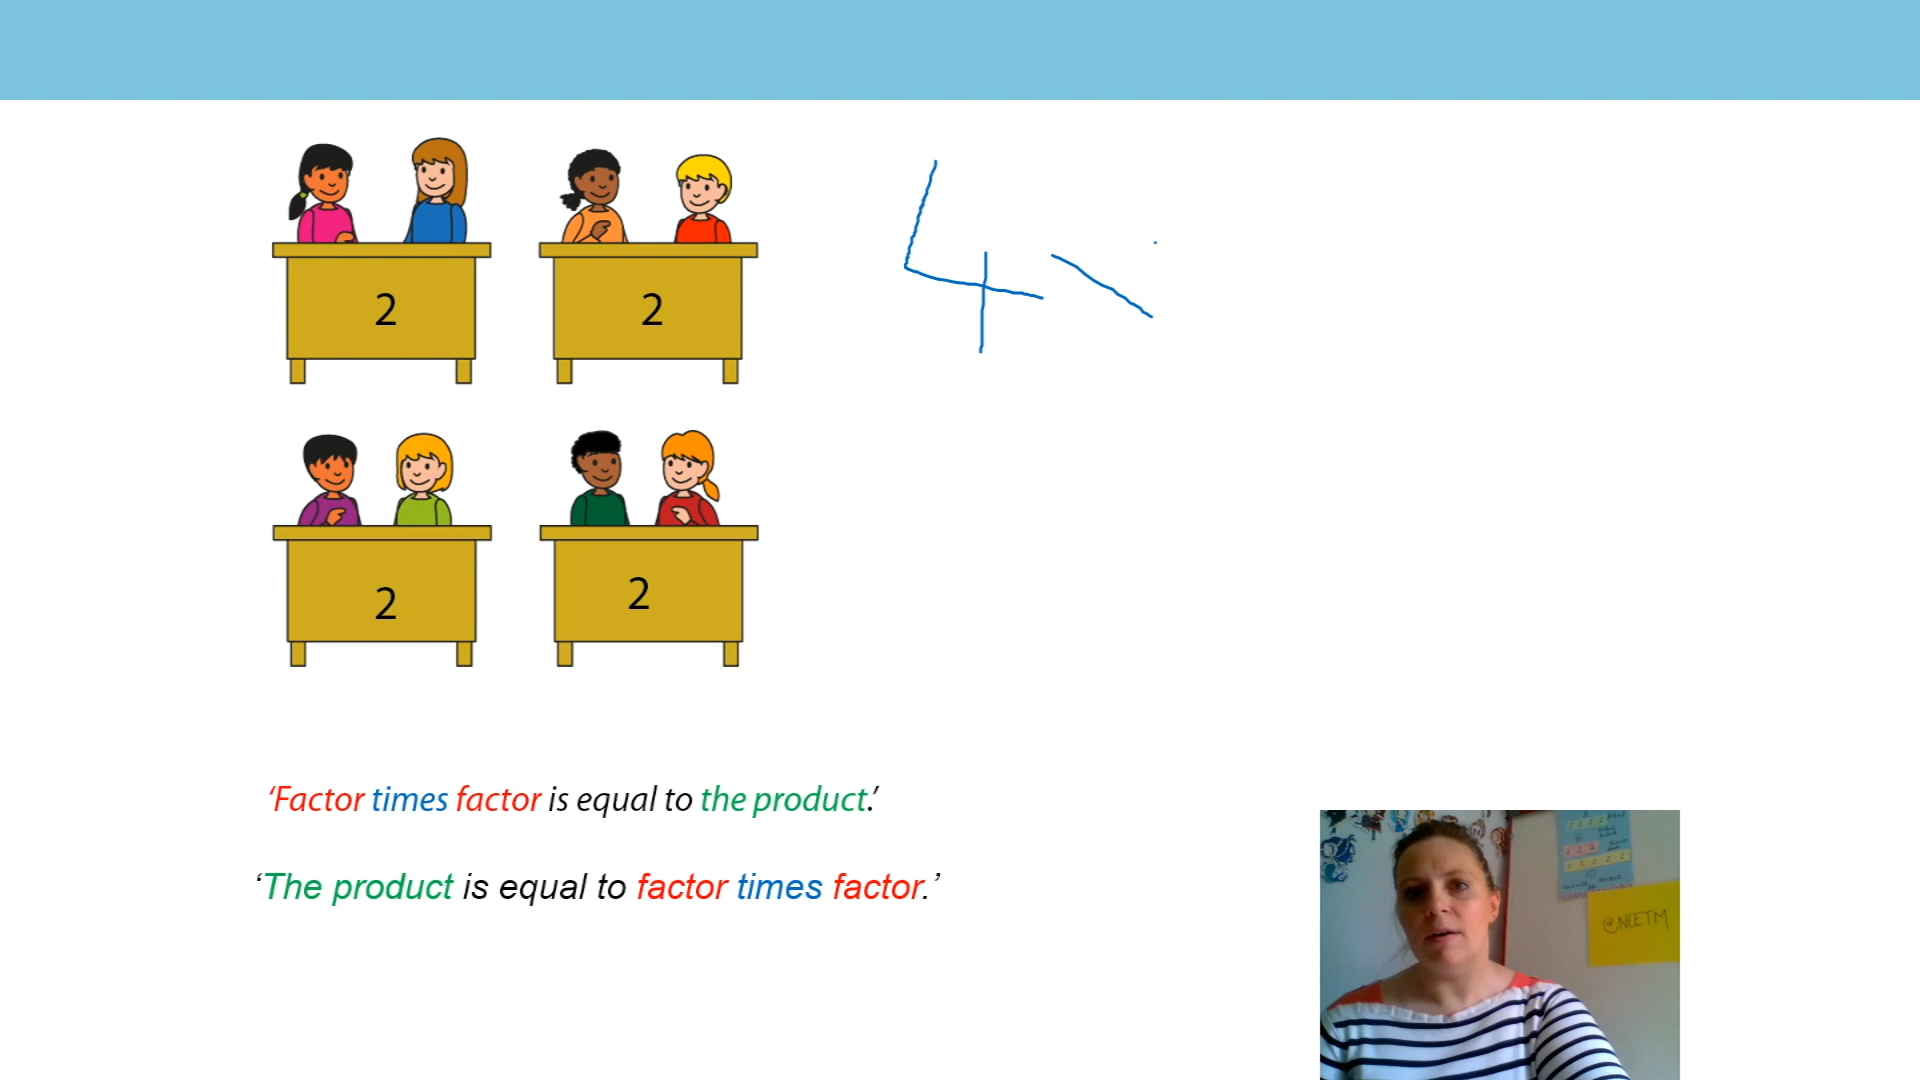 2
2
4
2
2
‘Factor times factor is equal to the product.’
‘The product is equal to factor times factor.’
@NCETM